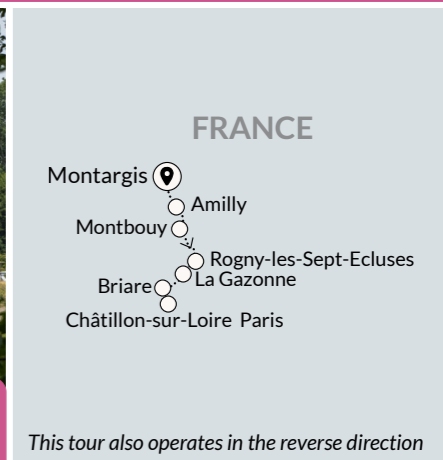 FRANCE
Montargis
Amilly
Montbouy
Rogny-les-Sept-Ecluses
La Gazonne
Briare
Châtillon-sur-Loire Paris
This tour also operates in the reverse direction